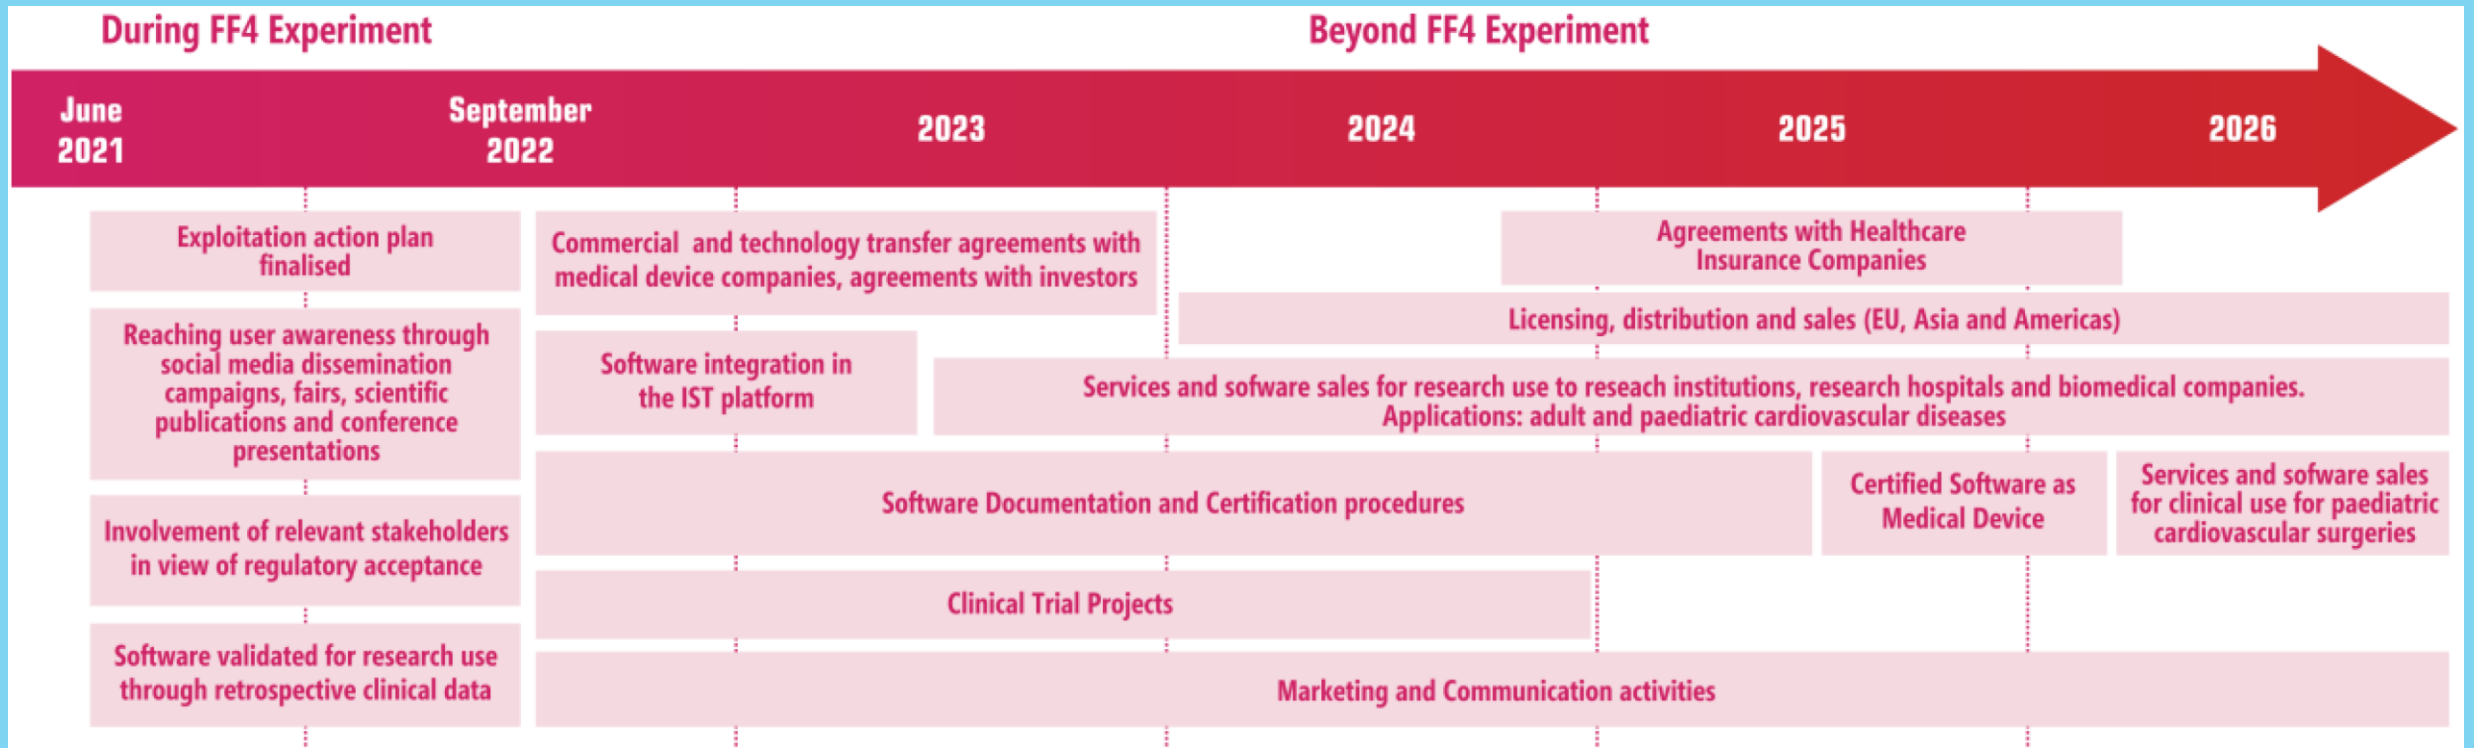 During FF4 Experiment
Beyond FF4 Experiment
June
2021
September
2022
2023
2024
2025
2026
Exploitation action plan
finalised
Reaching user awareness through
social media dissemination
campaigns, fairs, scientific
publications and conference
presentations
Involvement of relevant stakeholders
in view of regulatory acceptance
Software validated for research use
through retrospective clinical data
Commercial and technology transfer agreements with
medical device companies, agreements with investors
Agreements with Healthcare
Insurance Companies
Licensing, distribution and sales (EU, Asia and Americas)
Software integration in
the IST platform
Services and sofware sales for research use to reseach institutions, research hospitals and biomedical companies.
Applications: adult and paediatric cardiovascular diseases
Software Documentation and Certification procedures
Certified Software as
Medical Device
Services and sofware sales
for clinical use for paediatric
cardiovascular surgeries
Clinical Trial Projects
Marketing and Communication activities